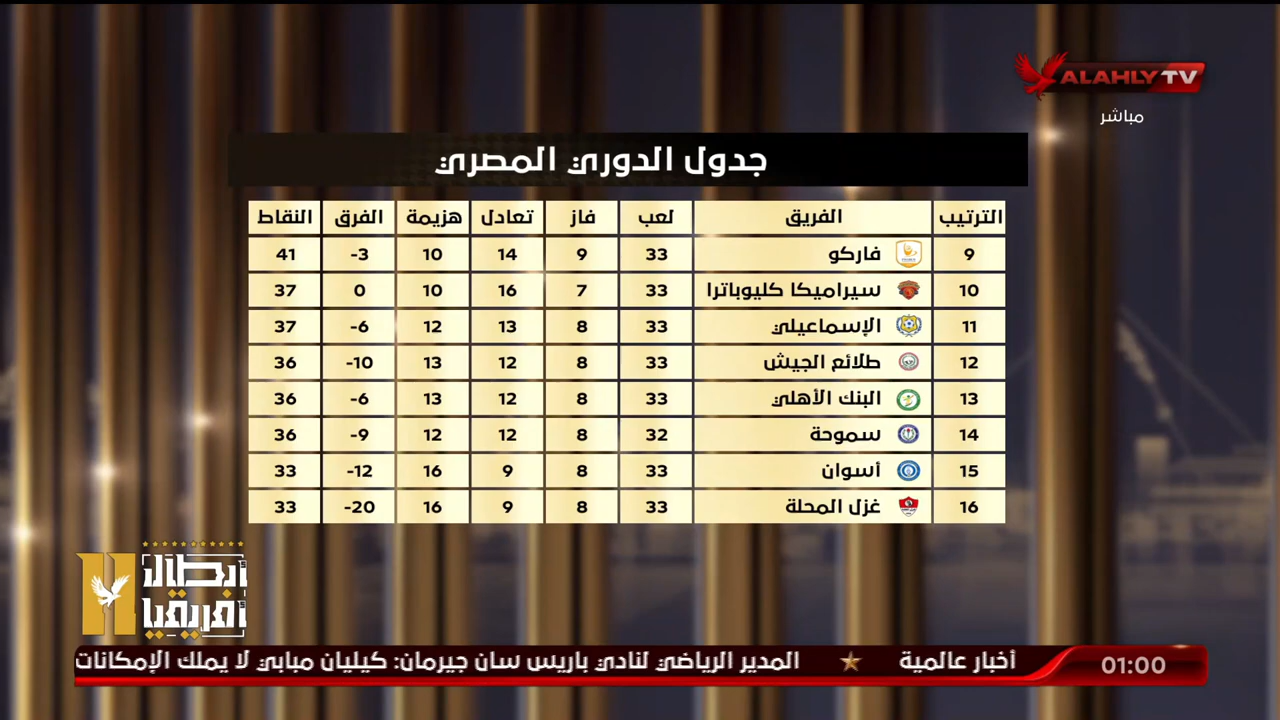 ALAHLY TV
مباشر
جدول الدوري المصري
الترتيب الفريق لعب فاز تعادل هزيمة الفرق النقاط
9 فاركو 33 9 14 10 -3 41
10 سيراميكا كليوباترا 33 7 16 10 0 37
11 الإسماعيلي 33 8 13 12 -6 37
12 طلائع الجيش 33 8 12 13 -10 36
13 البنك الأهلي 33 8 12 13 -6 36
14 سموحة 32 8 12 12 -9 36
15 أسوان 33 8 9 16 -12 33
16 غزل المحلة 33 8 9 16 -20 33
11 أبطال
أفريقيا
01:00 أخبار عالمية المدير الرياضي لنادي باريس سان جيرمان: كيليان مبابي لا يملك الإمكانات